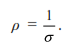 ρ = 1/σ.